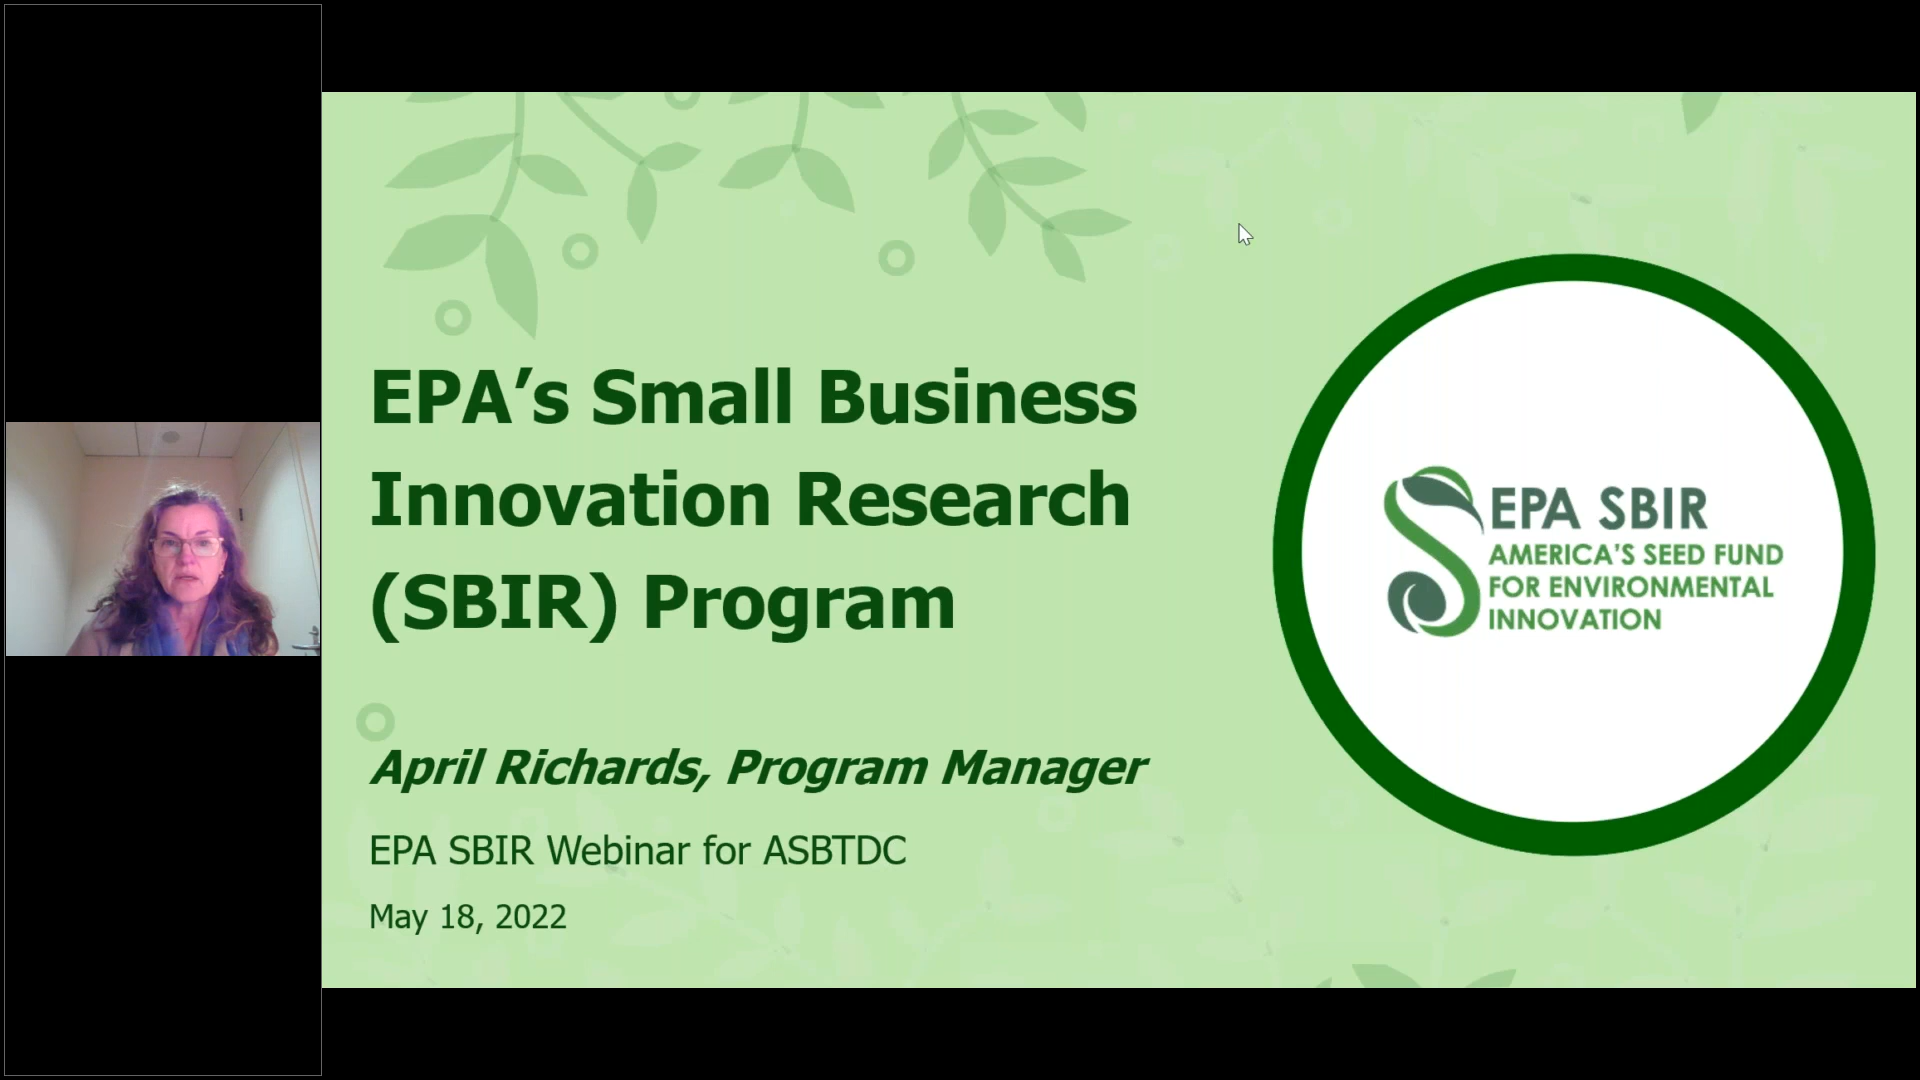 EPA’s Small Business
Innovation Research
(SBIR) Program
April Richards, Program Manager
EPA SBIR Webinar for ASBTDC
May 18, 2022
EPA SBIR
AMERICA’S SEED FUND
FOR ENVIRONMENTAL
INNOVATION